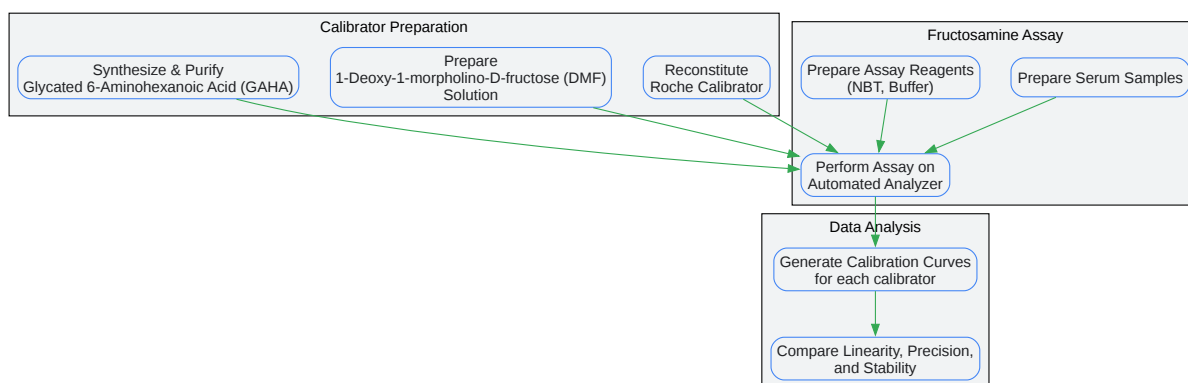 Calibrator Preparation
Synthesize & Purify
Glycated 6-Aminohexanoic Acid (GAHA)
Prepare
1-Deoxy-1-morpholino-D-fructose (DMF)
Solution
Reconstitute
Roche Calibrator
Fructosamine Assay
Prepare Assay Reagents
(NBT, Buffer)
Prepare Serum Samples
Perform Assay on
Automated Analyzer
Data Analysis
Generate Calibration Curves
for each calibrator
Compare Linearity, Precision,
and Stability